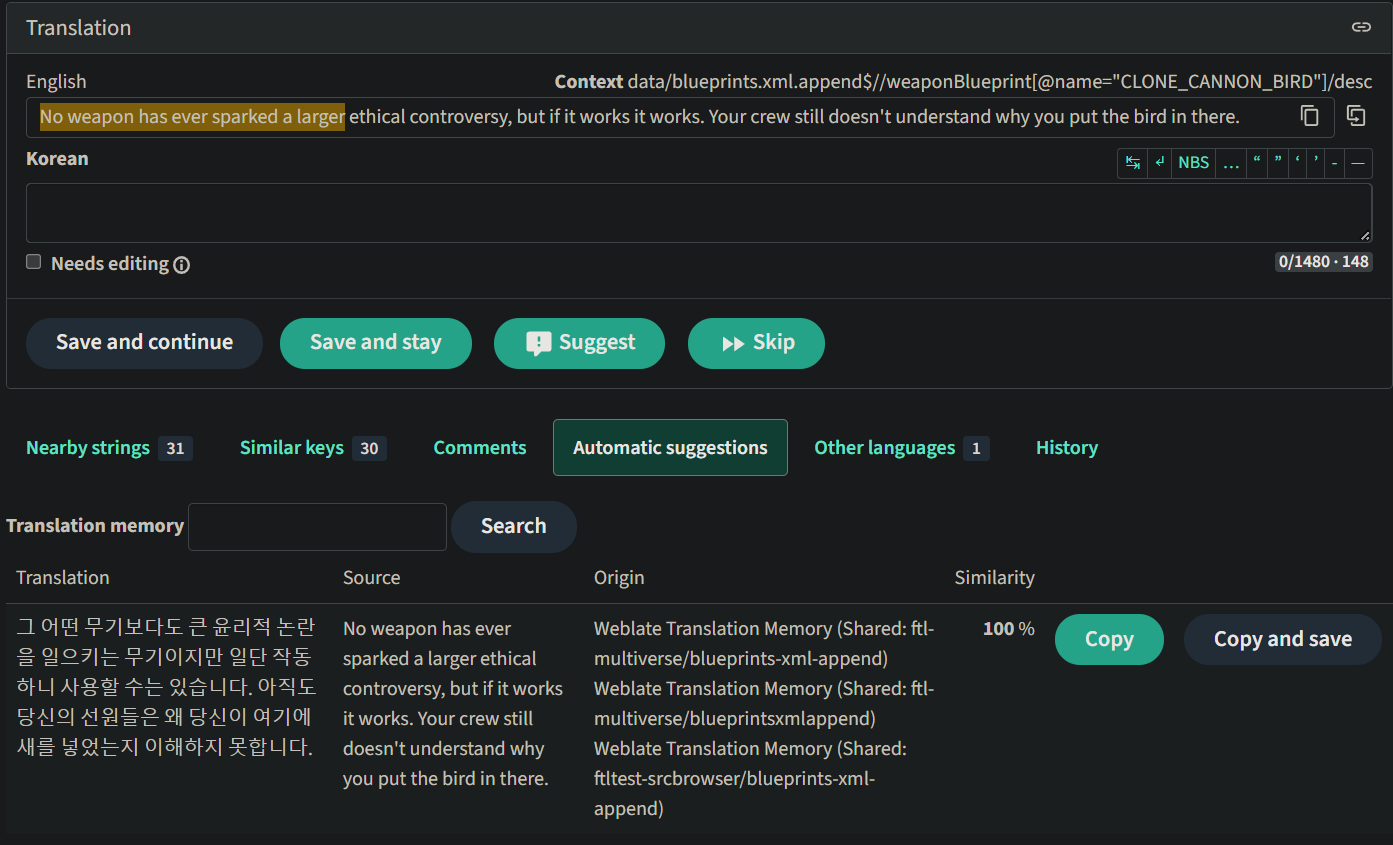 Translation
English
Context data/blueprints.xml.append$//weaponBlueprint[@name="CLONE_CANNON_BIRD"]/desc
No weapon has ever sparked a larger ethical controversy, but if it works it works. Your crew still doesn't understand why you put the bird in there.
Korean
NBS … “ ” ‘ ’ - —
Needs editing
0/1480 · 148
Save and continue
Save and stay
Suggest
Skip
Nearby strings 31
Similar keys 30
Comments
Automatic suggestions
Other languages 1
History
Translation memory
Search
Translation
Source
Origin
Similarity
그 어떤 무기보다도 큰 윤리적 논란
을 일으키는 무기이지만 일단 작동
하니 사용할 수는 있습니다. 아직도
당신의 선원들은 왜 당신이 여기에
새를 넣었는지 이해하지 못합니다.
No weapon has ever
sparked a larger ethical
controversy, but if it works
it works. Your crew still
doesn't understand why
you put the bird in there.
Weblate Translation Memory (Shared: ftl-
multiverse/blueprints-xml-append)
Weblate Translation Memory (Shared: ftl-
multiverse/blueprintsxmlappend)
Weblate Translation Memory (Shared:
ftltest-srcbrowser/blueprints-xml-
append)
100 %
Copy
Copy and save